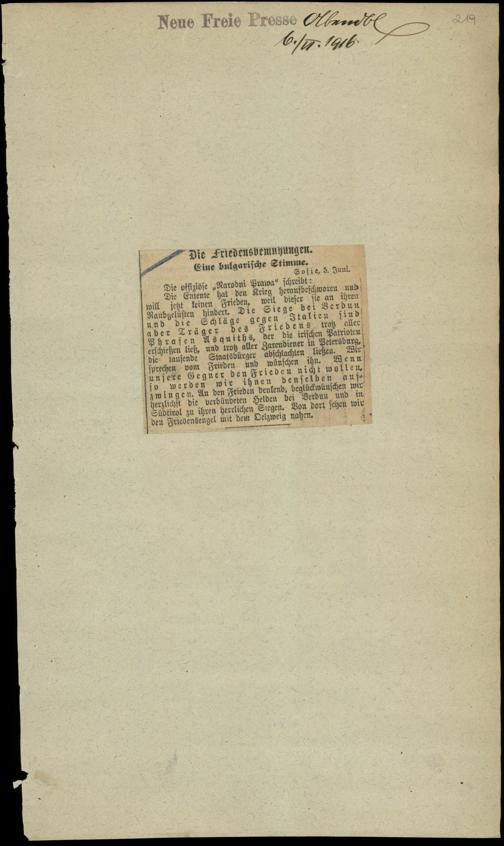 Neue Freie Presse Abendbl.
219
6./VI. 1916.
Die Friedensbemühungen.
Eine bulgarische Stimme.
Sofia, 5. Juni.
Die offiziöse „Narodni Prawa“ schreibt:
Die Entente hat den Krieg heraufbeschworen und
will jetzt keinen Frieden, weil dieser sie an ihren
Raubgelüsten hindert. Die Siege bei Verdun
und die Schläge gegen Italien sind
aber Träger des Friedens trotz aller
Phrasen Asquiths, der die irischen Patrioten
erschießen ließ, und trotz aller Zarendiener in Petersburg,
die tausende Staatsbürger abschlachten ließen. Wir
sprechen vom Frieden und wünschen ihn. Wenn
unsere Gegner den Frieden nicht wollen,
so werden wir ihnen denselben auf-
zwingen. An den Frieden denkend, beglückwünschen wir
herzlichst die verbündeten Helden bei Verdun und in
Südtirol zu ihren herrlichen Siegen. Von dort sehen wir
den Friedensengel mit dem Oelzweig nahen.